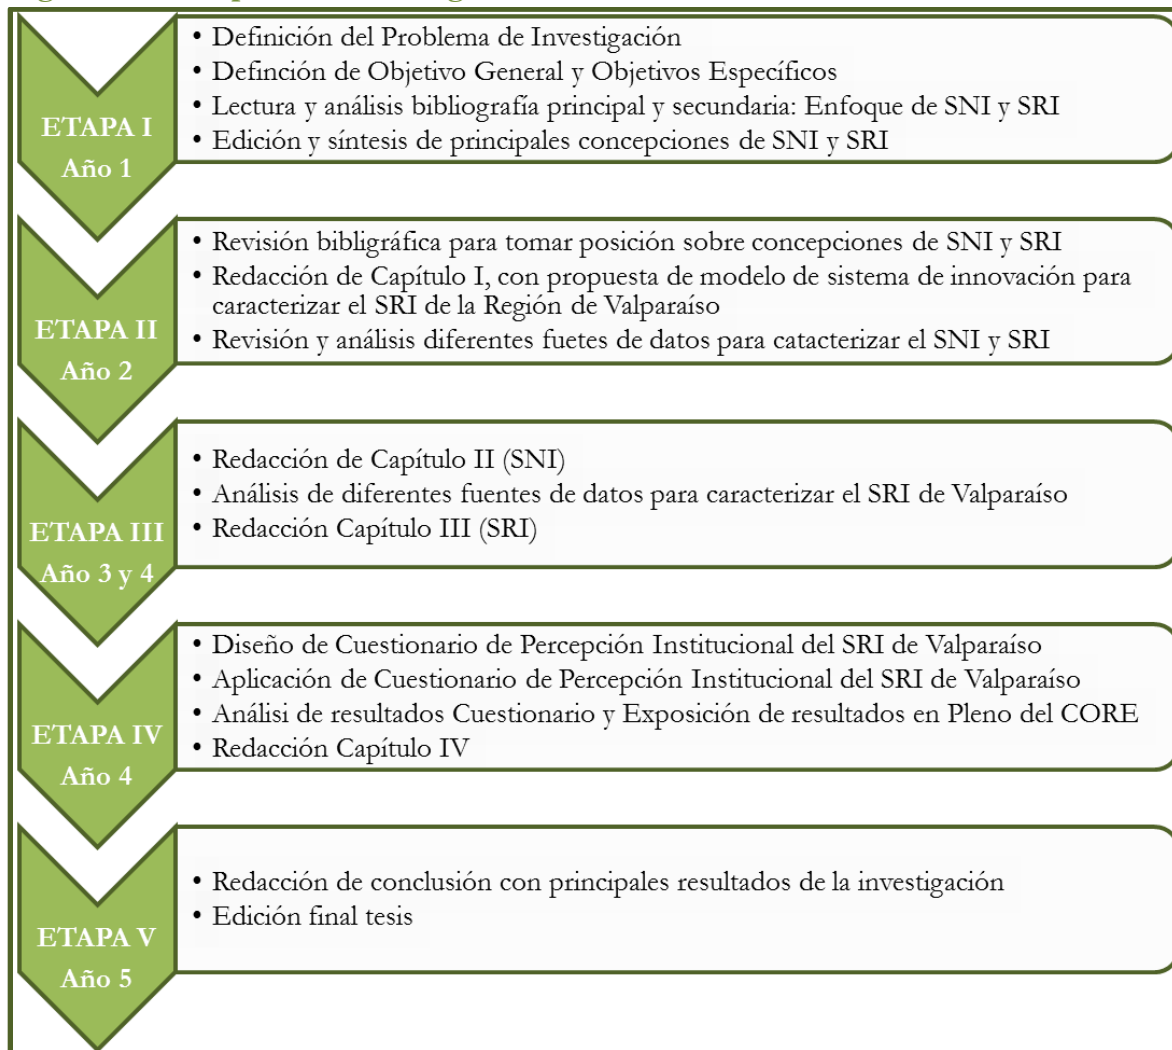 • Definición del Problema de Investigación
• Definción de Objetivo General y Objetivos Específicos
• Lectura y análisis bibliografía principal y secundaria: Enfoque de SNI y SRI
• Edición y síntesis de principales concepciones de SNI y SRI
ETAPA I
Año 1
• Revisión bibligráfica para tomar posición sobre concepciones de SNI y SRI
• Redacción de Capítulo I, con propuesta de modelo de sistema de innovación para
caracterizar el SRI de la Región de Valparaíso
• Revisión y análisis diferentes fuetes de datos para catacterizar el SNI y SRI
ETAPA II
Año 2
• Redacción de Capítulo II (SNI)
• Análisis de diferentes fuentes de datos para caracterizar el SRI de Valparaíso
• Redacción Capítulo III (SRI)
ETAPA III
Año 3 y 4
• Diseño de Cuestionario de Percepción Institucional del SRI de Valparaíso
• Aplicación de Cuestionario de Percepción Institucional del SRI de Valparaíso
• Análisi de resultados Cuestionario y Exposición de resultados en Pleno del CORE
• Redacción Capítulo IV
ETAPA IV
Año 4
• Redacción de conclusión con principales resultados de la investigación
• Edición final tesis
ETAPA V
Año 5